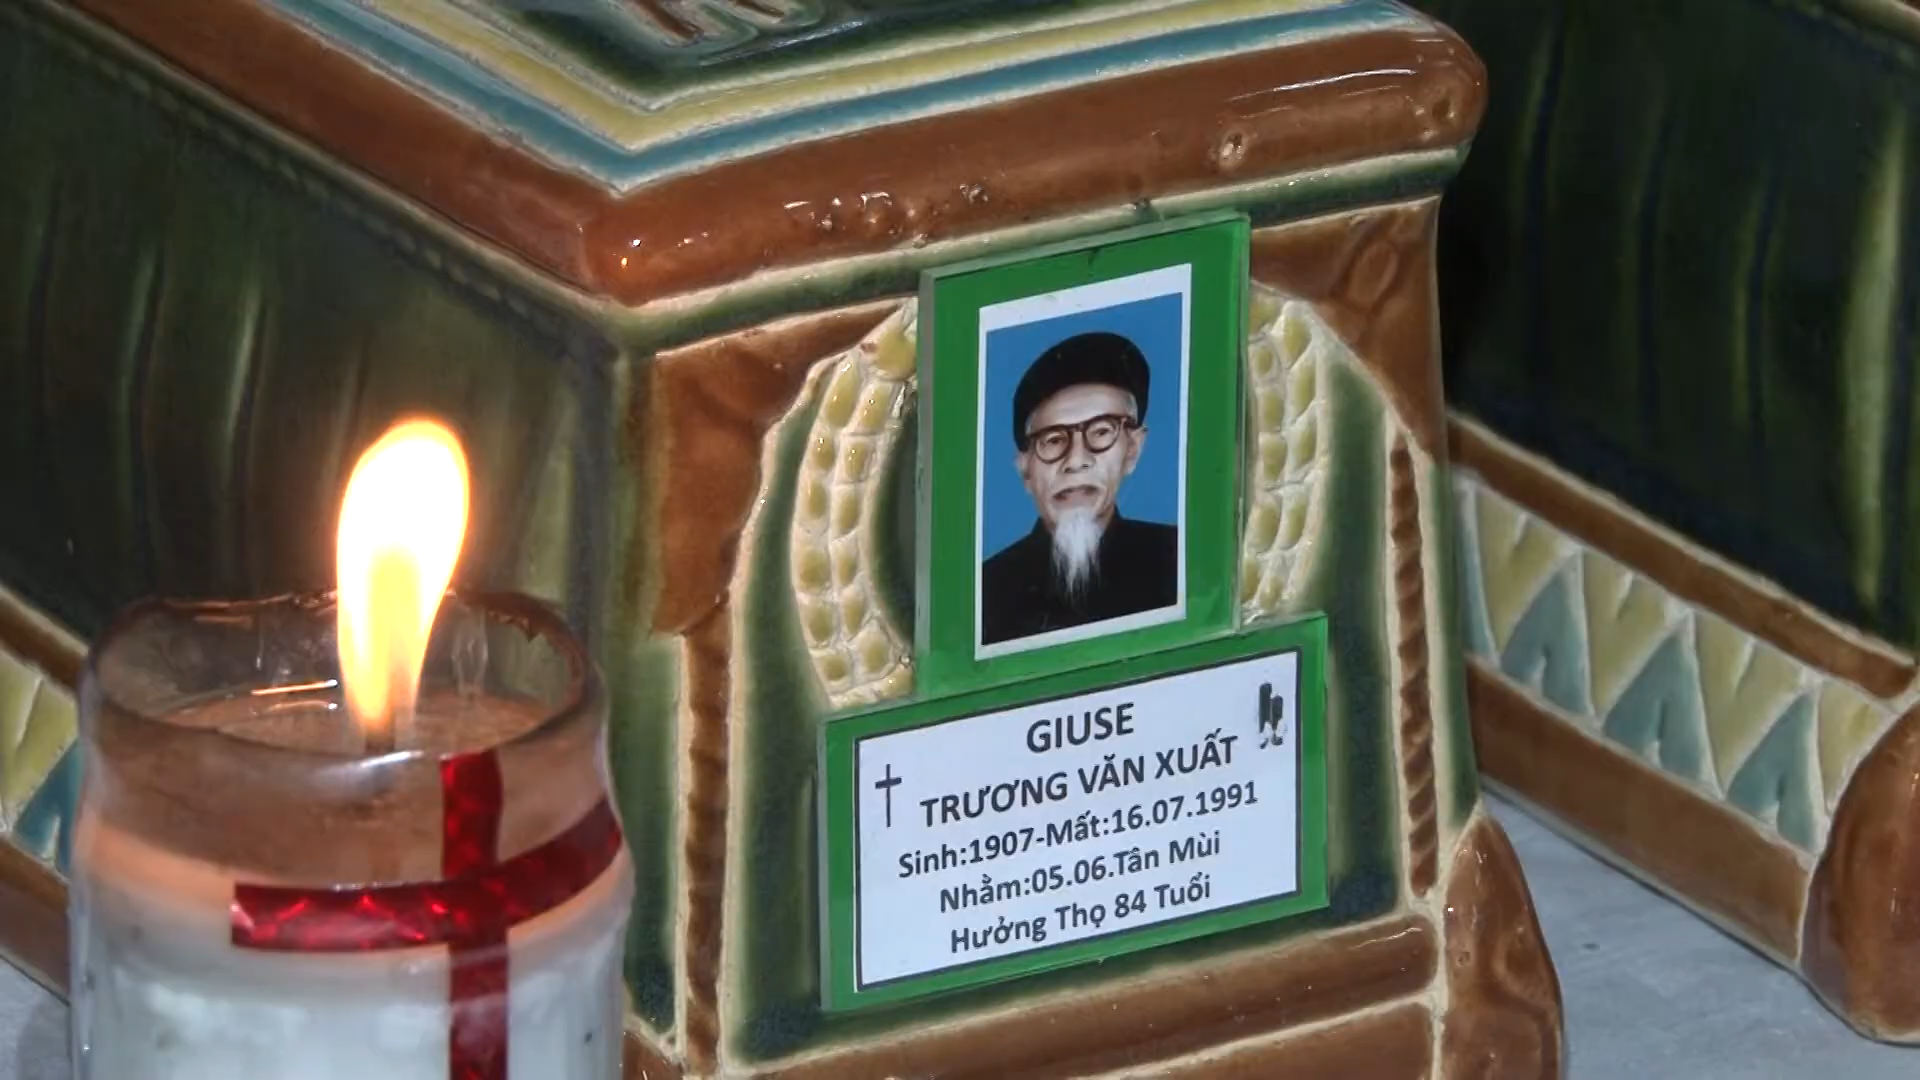 GIUSE
TRƯƠNG VĂN XUẤT
Sinh:1907-Mất:16.07.1991
Nhằm:05.06.Tân Mùi
Hưởng Thọ 84 Tuổi